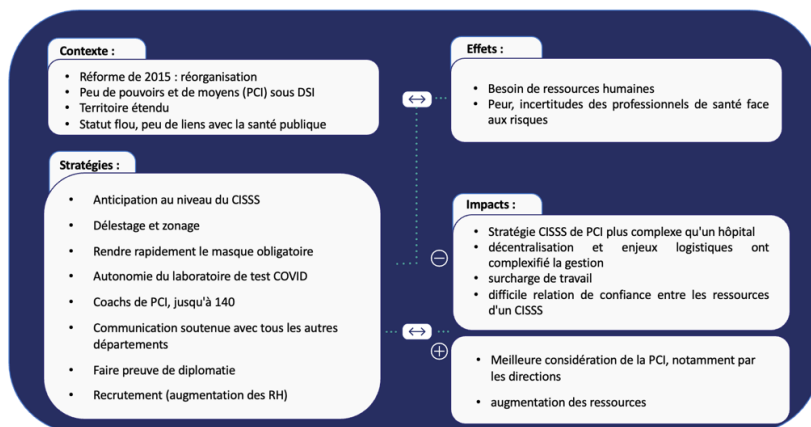 Contexte :
• Réforme de 2015 : réorganisation
• Peu de pouvoirs et de moyens (PCI) sous DSI
• Territoire étendu
• Statut flou, peu de liens avec la santé publique
Stratégies :
• Anticipation au niveau du CISSS
• Délestage et zonage
• Rendre rapidement le masque obligatoire
• Autonomie du laboratoire de test COVID
• Coachs de PCI, jusqu'à 140
• Communication soutenue avec tous les autres
départements
• Faire preuve de diplomatie
• Recrutement (augmentation des RH)
Effets :
• Besoin de ressources humaines
• Peur, incertitudes des professionnels de santé face
aux risques
Impacts :
• Stratégie CISSS de PCI plus complexe qu'un hôpital
• décentralisation et enjeux logistiques ont
complexifié la gestion
• surcharge de travail
• difficile relation de confiance entre les ressources
d'un CISSS
• Meilleure considération de la PCI, notamment par
les directions
• augmentation des ressources